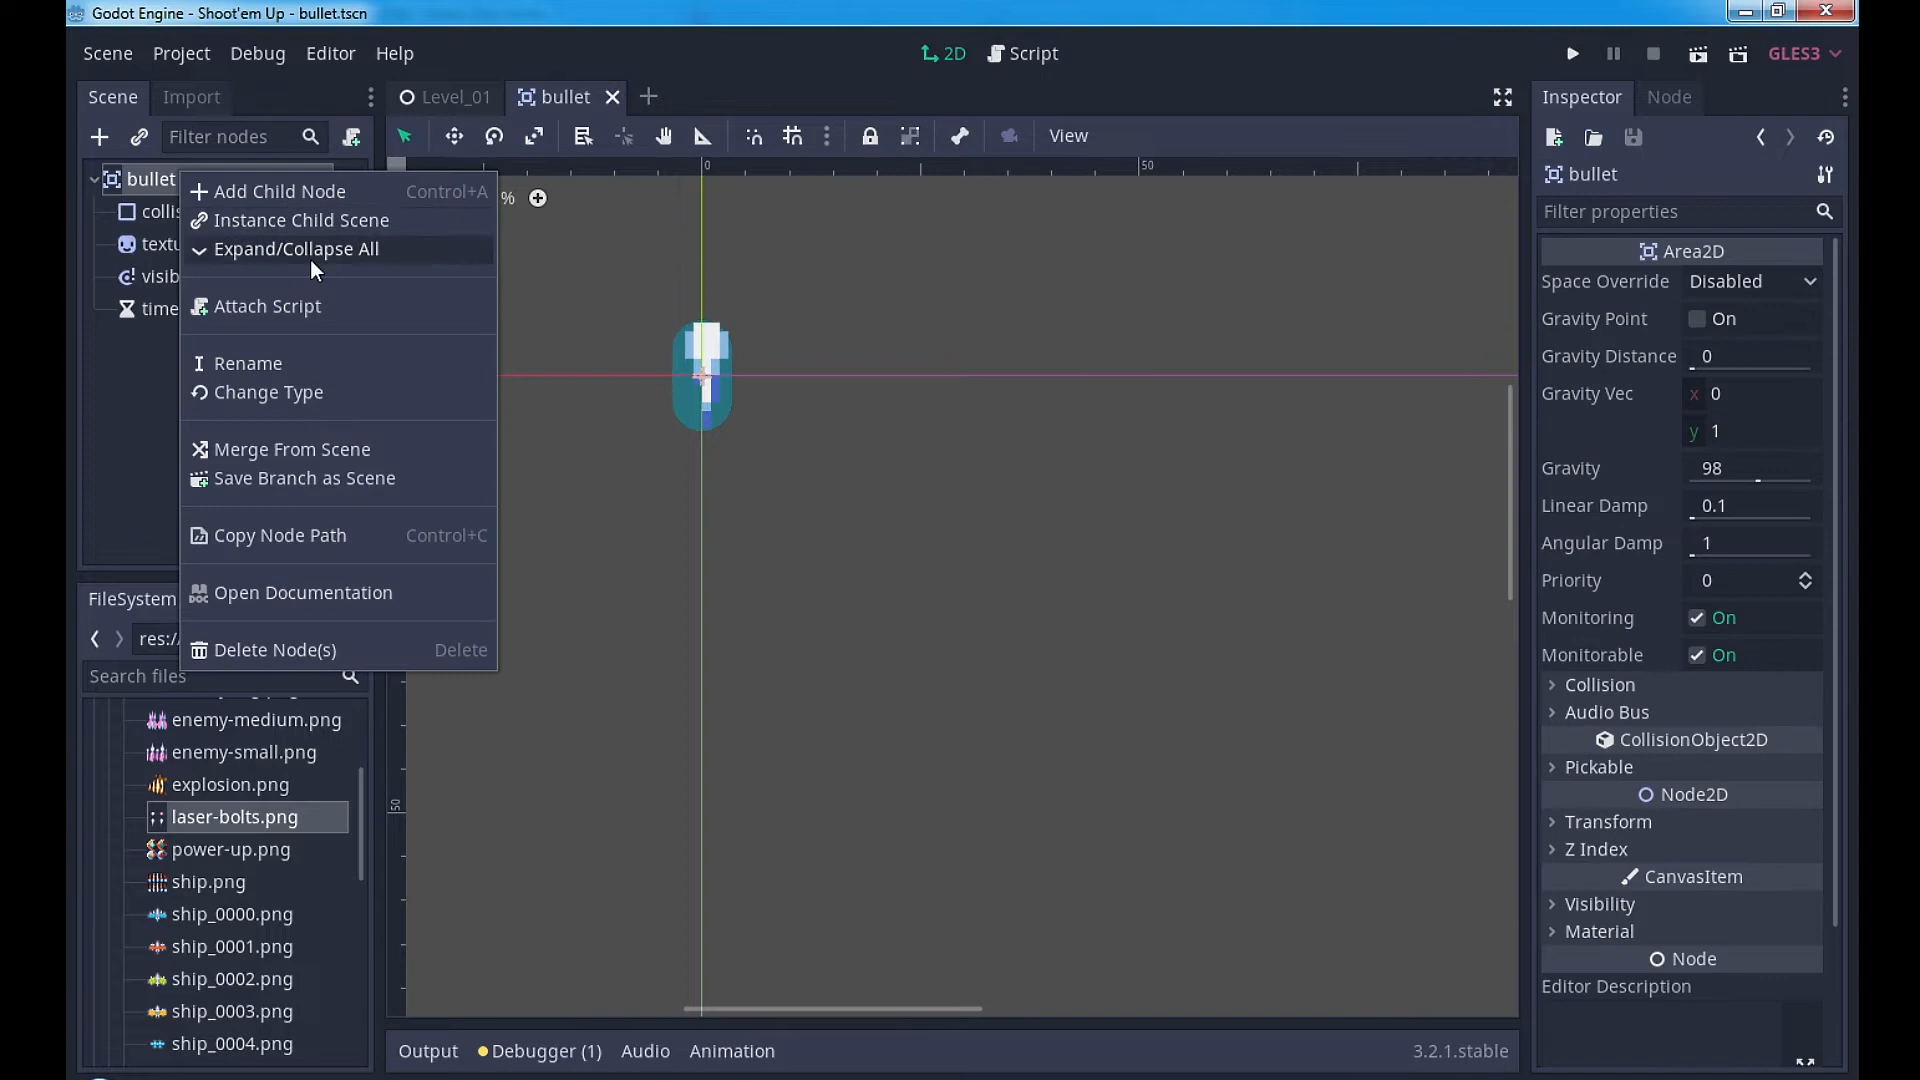 Godot Engine - Shoot'em Up - bullet.tscn
Scene Project Debug Editor Help
2D Script
GLES3
Scene Import
Level_01 bullet
Inspector Node
Filter nodes
View
bullet
bullet
Add Child Node Control+A
Instance Child Scene
Expand/Collapse All
Attach Script
Rename
Change Type
Merge From Scene
Save Branch as Scene
Copy Node Path Control+C
Open Documentation
Delete Node(s) Delete
collis
textu
visib
time
0
50
%
50
FileSystem
res:/
Search files
enemy-medium.png
enemy-small.png
explosion.png
laser-bolts.png
power-up.png
ship.png
ship_0000.png
ship_0001.png
ship_0002.png
ship_0003.png
ship_0004.png
Output Debugger (1) Audio Animation
3.2.1.stable
Filter properties
Area2D
Space Override Disabled
Gravity Point On
Gravity Distance 0
Gravity Vec x 0
y 1
Gravity 98
Linear Damp 0.1
Angular Damp 1
Priority 0
Monitoring On
Monitorable On
Collision
Audio Bus
CollisionObject2D
Pickable
Node2D
Transform
Z Index
CanvasItem
Visibility
Material
Node
Editor Description